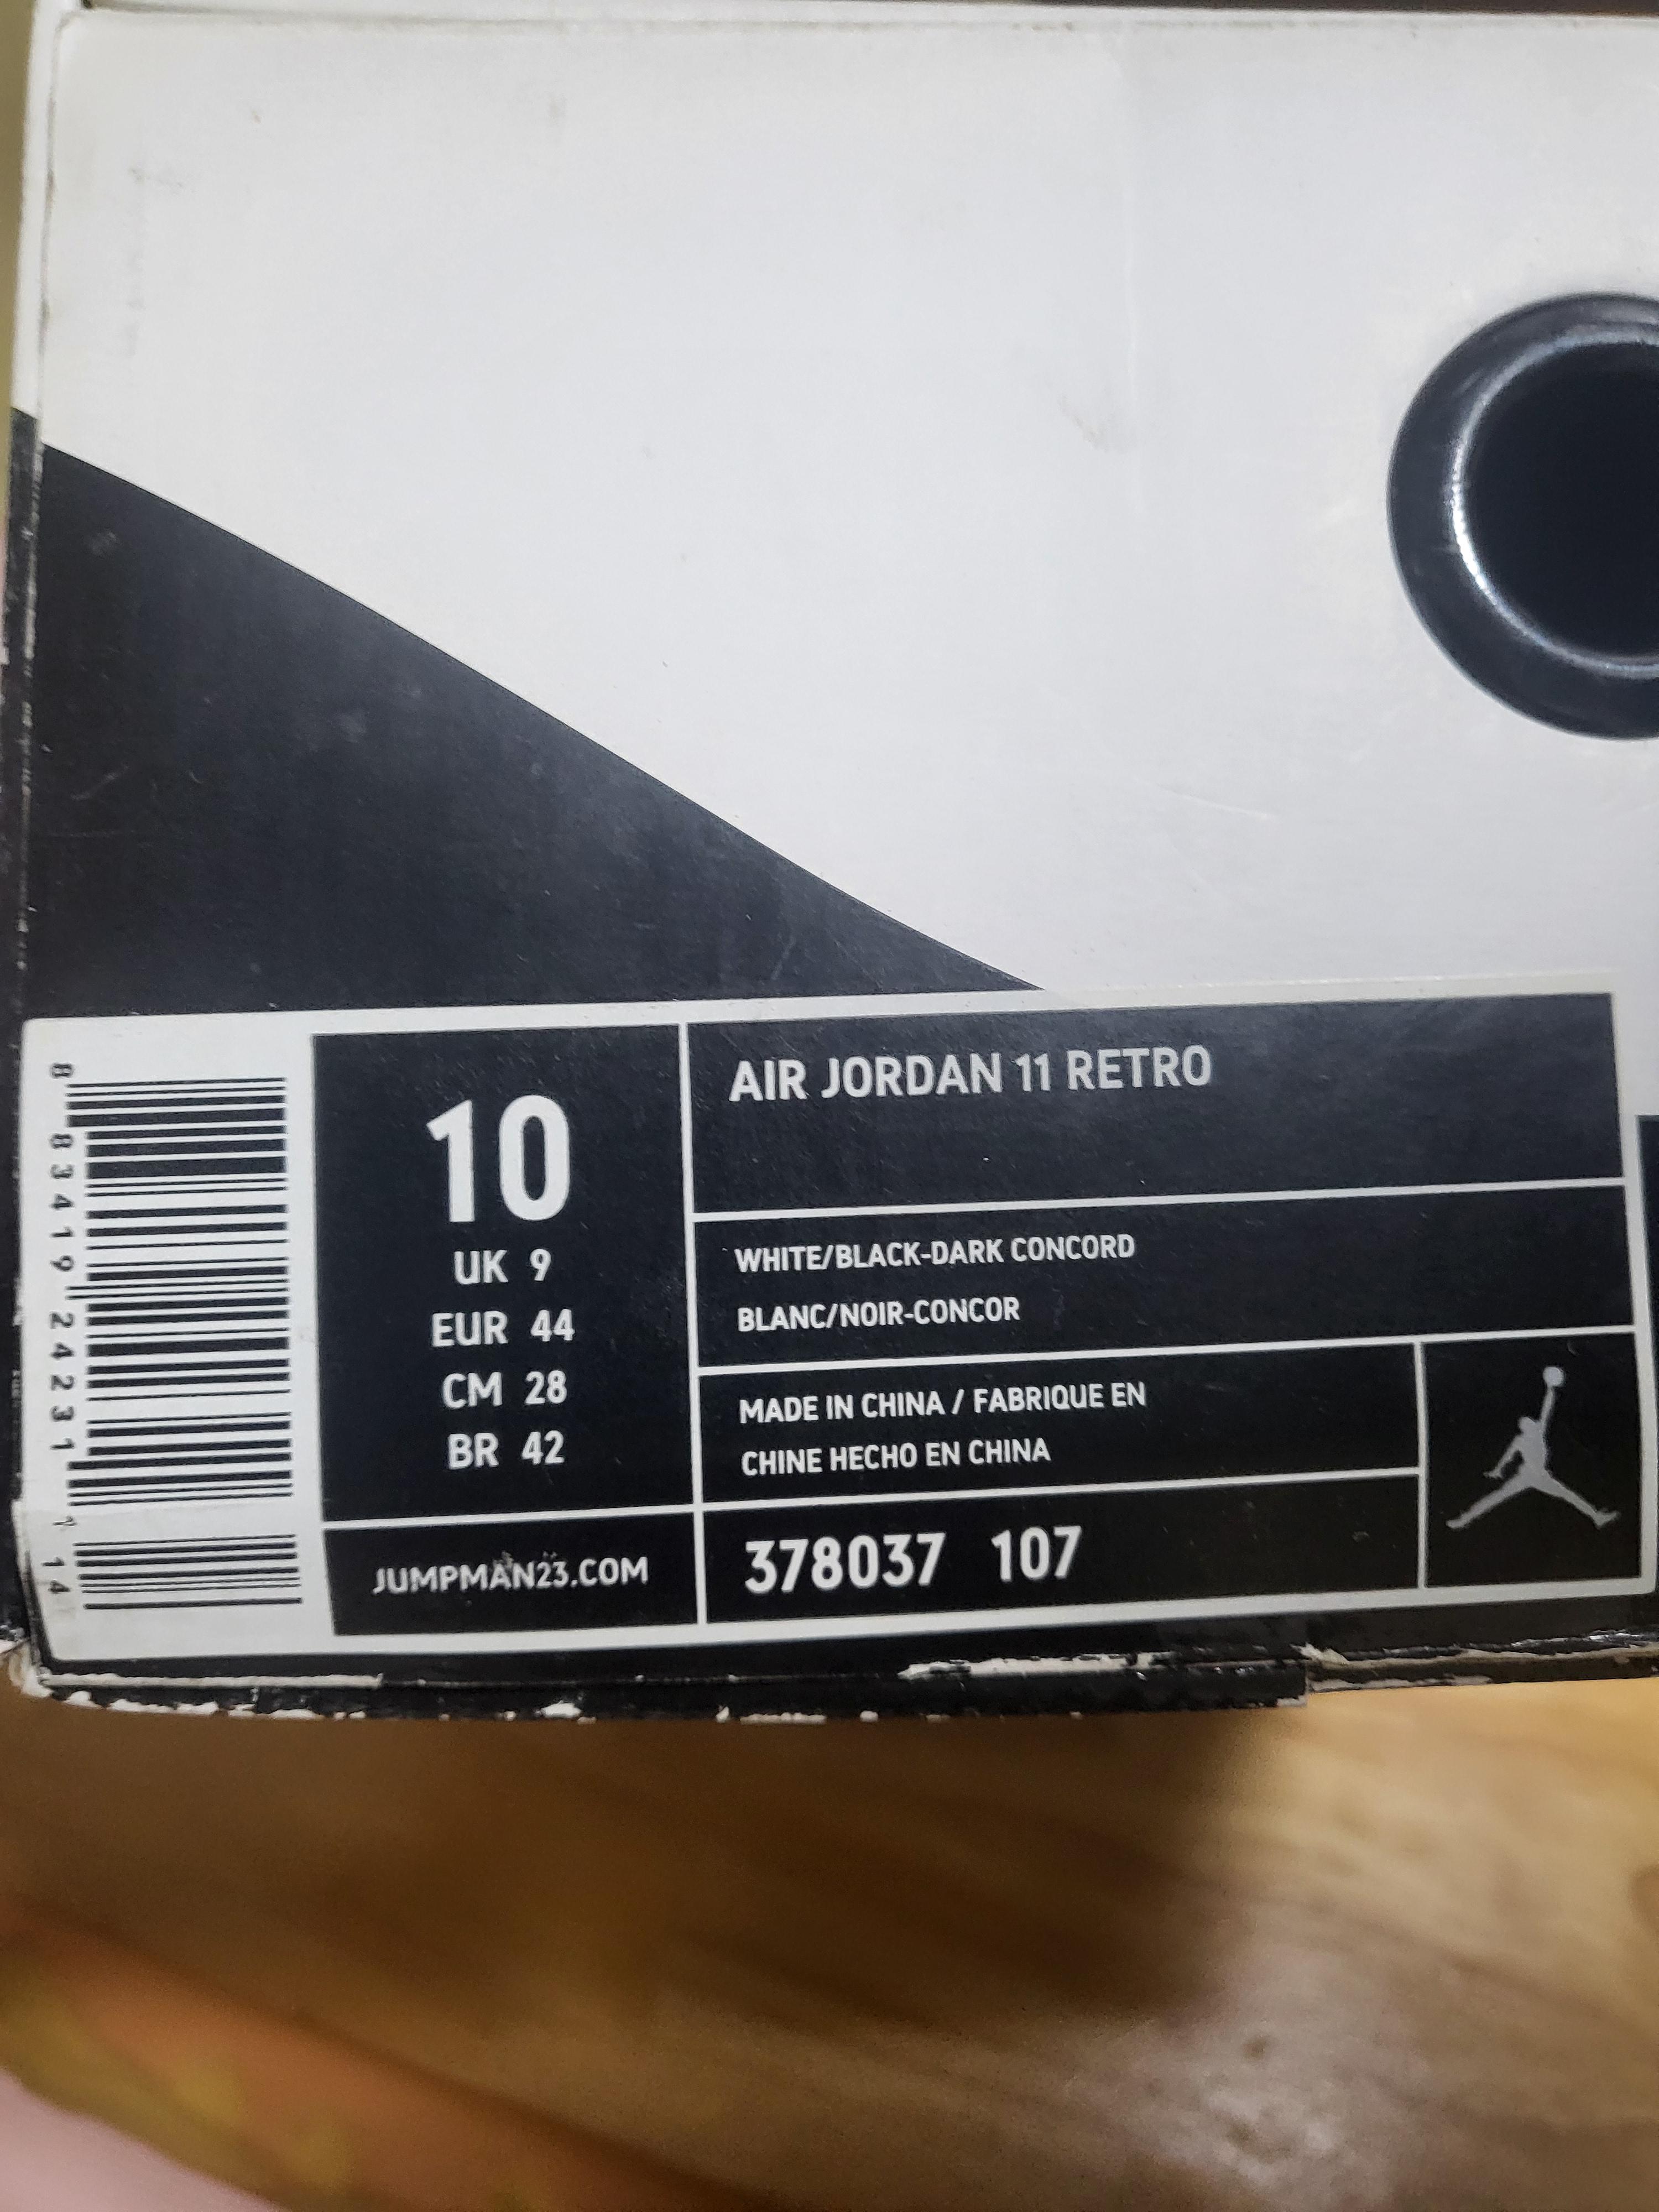 8 83419 24231 1 14
10
UK 9
EUR 44
CM 28
BR 42
JUMPMAN23.COM
AIR JORDAN 11 RETRO
WHITE/BLACK-DARK CONCORD
BLANC/NOIR-CONCOR
MADE IN CHINA / FABRIQUE EN
CHINE HECHO EN CHINA
378037 107